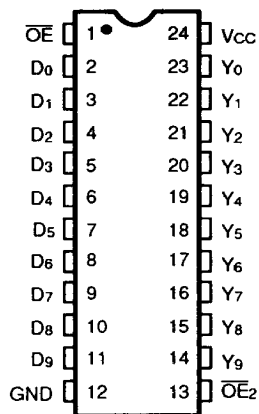 O̅E̅ 1 24 VCC
D0 2 23 Y0
D1 3 22 Y1
D2 4 21 Y2
D3 5 20 Y3
D4 6 19 Y4
D5 7 18 Y5
D6 8 17 Y6
D7 9 16 Y7
D8 10 15 Y8
D9 11 14 Y9
GND 12 13 O̅E̅2